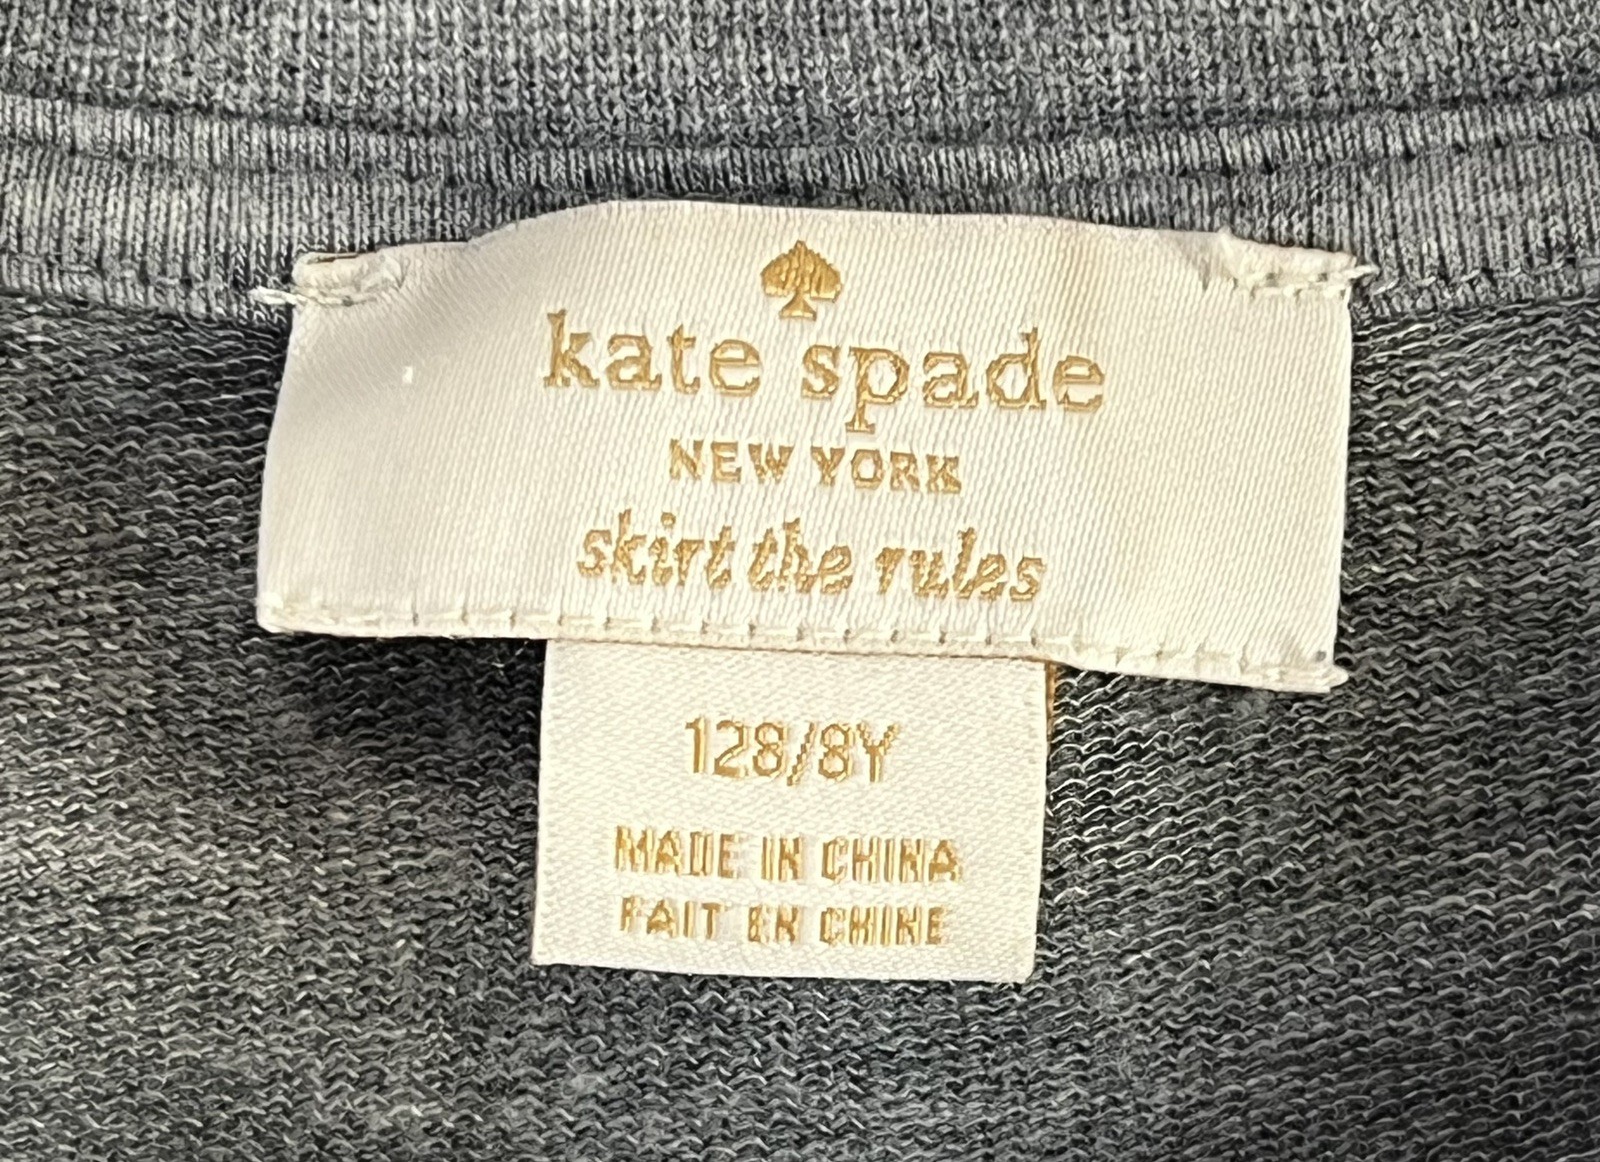 kate spade
NEW YORK
skirt the rules
128/8Y
MADE IN CHINA
FAIT EN CHINE